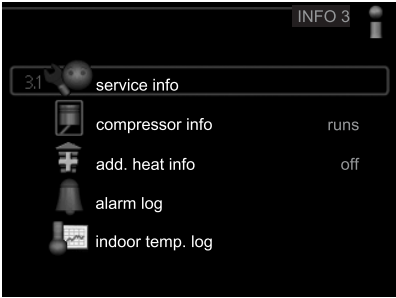 INFO 3
3.1 service info
compressor info runs
add. heat info off
alarm log
indoor temp. log